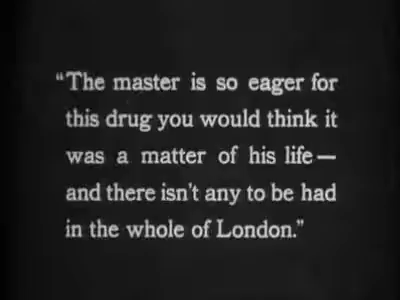 “The master is so eager for
this drug you would think it
was a matter of his life—
and there isn't any to be had
in the whole of London.”